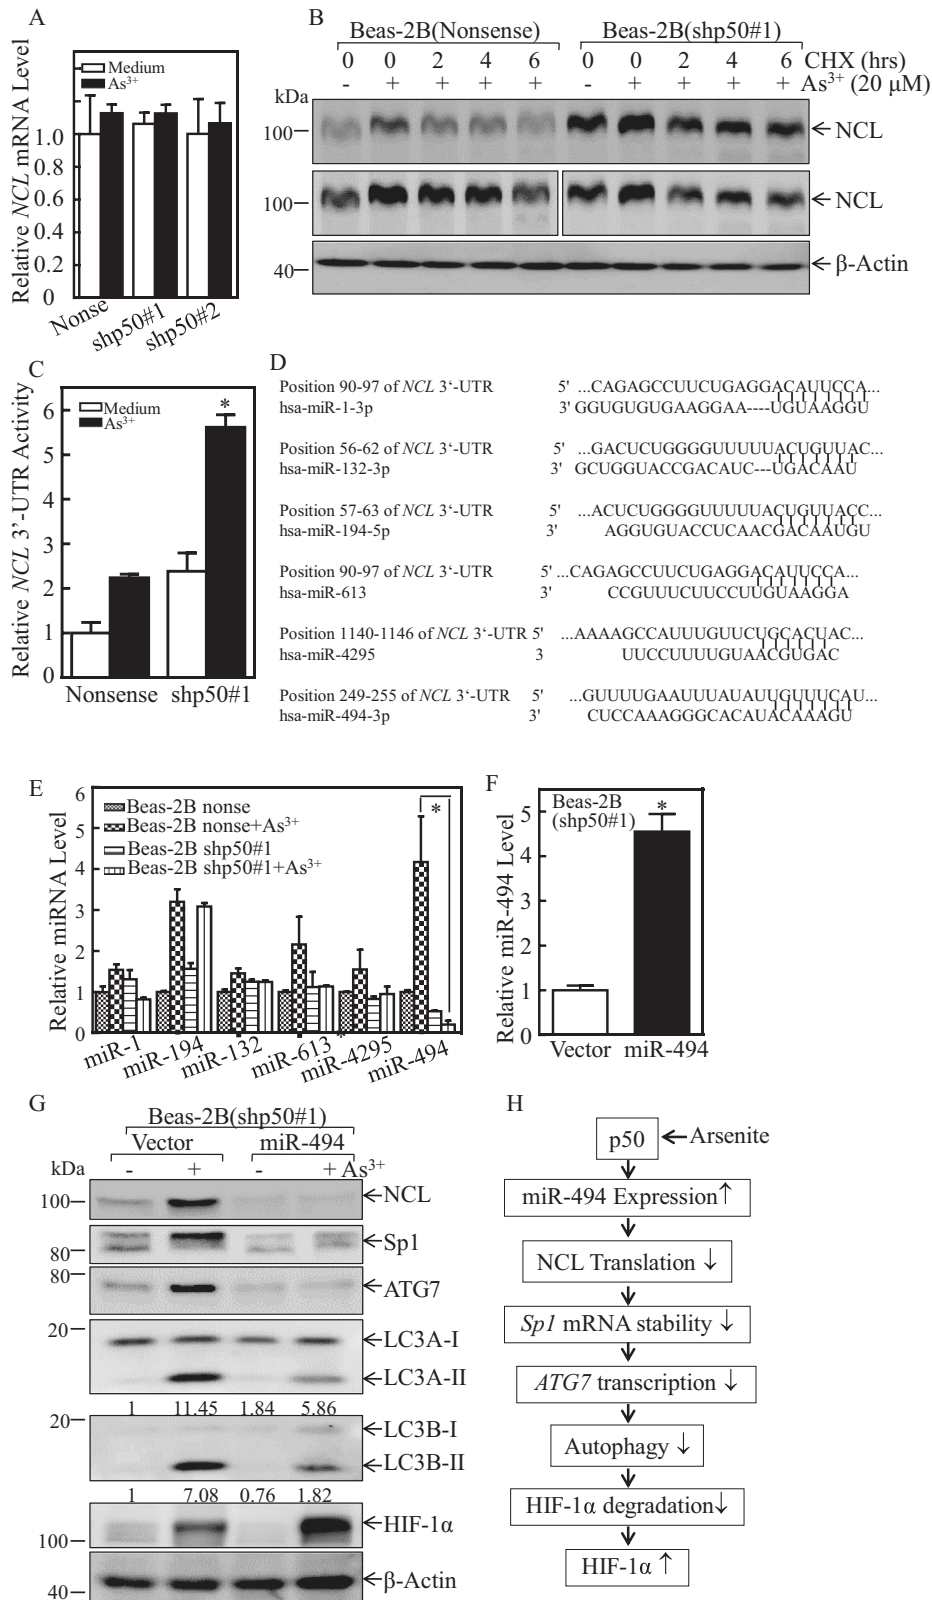 A
Relative NCL mRNA Level
Medium
As³⁺
1.0
0.8
0.6
0.4
0.2
0
Nonse
shp50#1
shp50#2
B
Beas-2B(Nonsense) Beas-2B(shp50#1)
0 0 2 4 6 0 0 2 4 6 CHX (hrs)
- + + + + - + + + + As³⁺ (20 μM)
kDa
100 ←NCL
100 ←NCL
40 ←β-Actin
C
Relative NCL 3’-UTR Activity
Medium
As³⁺
*
6
5
4
3
2
1
0
Nonsense shp50#1
D
Position 90-97 of NCL 3‘-UTR 5' ...CAGAGCCUUCUGAGGACAUUCCA...
hsa-miR-1-3p 3' GGUGUGUGAAGGAA----UGUAAGGU
Position 56-62 of NCL 3‘-UTR 5' ...GACUCUGGGGUUUUUACUGUUAC...
hsa-miR-132-3p 3' GCUGGUACCGACAUC---UGACAAU
Position 57-63 of NCL 3‘-UTR 5' ...ACUCUGGGGUUUUUACUGUUACC...
hsa-miR-194-5p 3' AGGUGUACCUCAACGACAAUGU
Position 90-97 of NCL 3‘-UTR 5' ...CAGAGCCUUCUGAGGACAUUCCA...
hsa-miR-613 3' CCGUUUCUUCCUUGUAAGGA
Position 1140-1146 of NCL 3‘-UTR 5' ...AAAAGCCAUUUGUUCUGCACUAC...
hsa-miR-4295 3 UUCCUUUUGUAACGUGAC
Position 249-255 of NCL 3‘-UTR 5' ...GUUUUGAAUUUAUAUUGUUUCAU...
hsa-miR-494-3p 3' CUCCAAAGGGCACAUACAAAGU
E
Relative miRNA Level
6
5
4
3
2
1
0
Beas-2B nonse
Beas-2B nonse+As³⁺
Beas-2B shp50#1
Beas-2B shp50#1+As³⁺
*
*
miR-1
miR-194
miR-132
miR-613
miR-4295
miR-494
F
Relative miR-494 Level
Beas-2B
(shp50#1)
*
5
4
3
2
1
0
Vector miR-494
G
Beas-2B(shp50#1)
Vector miR-494
kDa - + - + As³⁺
100 ←NCL
80 ←Sp1
80 ←ATG7
20 ←LC3A-I
←LC3A-II
1 11.45 1.84 5.86
20 ←LC3B-I
←LC3B-II
1 7.08 0.76 1.82
100 ←HIF-1α
40 ←β-Actin
H
p50 ←Arsenite
↓
miR-494 Expression↑
↓
NCL Translation ↓
↓
Sp1 mRNA stability ↓
↓
ATG7 transcription ↓
↓
Autophagy ↓
↓
HIF-1α degradation↓
↓
HIF-1α ↑